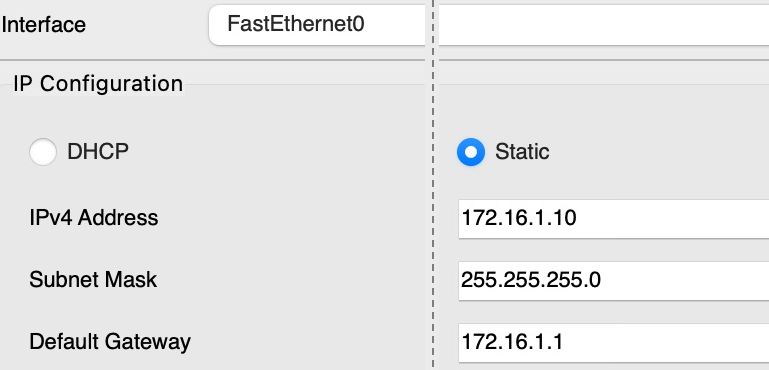 Interface FastEthernet0
IP Configuration
DHCP Static
IPv4 Address 172.16.1.10
Subnet Mask 255.255.255.0
Default Gateway 172.16.1.1